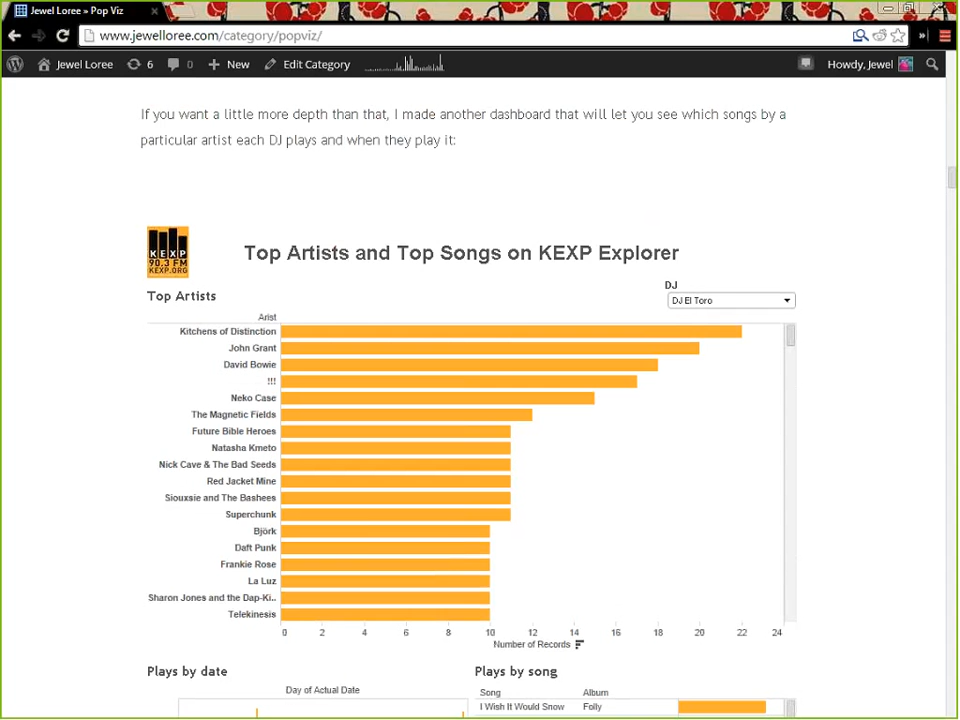 Jewel Loree » Pop Viz
www.jewelloree.com/category/popviz/
Jewel Loree 6 0 New Edit Category Howdy, Jewel
If you want a little more depth than that, I made another dashboard that will let you see which songs by a
particular artist each DJ plays and when they play it:
KEXP
90.3 FM
KEXP.ORG
Top Artists and Top Songs on KEXP Explorer
DJ
Top Artists
DJ El Toro
Arist
Kitchens of Distinction
John Grant
David Bowie
!!!
Neko Case
The Magnetic Fields
Future Bible Heroes
Natasha Kmeto
Nick Cave & The Bad Seeds
Red Jacket Mine
Siouxsie and The Bashees
Superchunk
Björk
Daft Punk
Frankie Rose
La Luz
Sharon Jones and the Dap-Ki..
Telekinesis
0 2 4 6 8 10 12 14 16 18 20 22 24
Number of Records
Plays by date
Plays by song
Day of Actual Date
Song Album
I Wish It Would Snow Folly